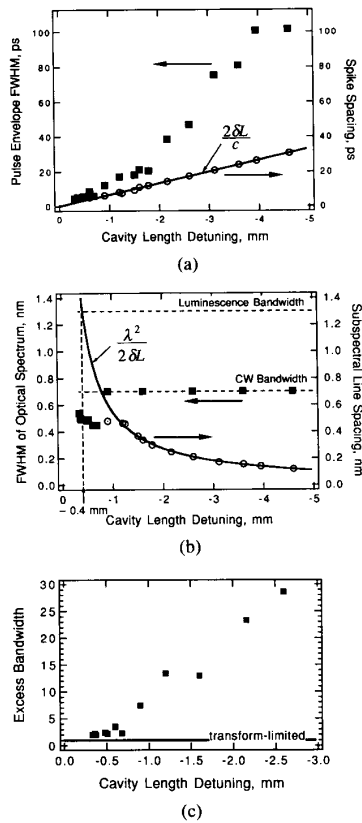 100
80
60
40
20
0
Pulse Envelope FWHM, ps
100
80
60
40
20
0
Spike Spacing, ps
2δL
c
0 -1 -2 -3 -4 -5
Cavity Length Detuning, mm
(a)
1.4
1.2
1.0
0.8
0.6
0.4
0.2
0.0
FWHM of Optical Spectrum, nm
1.4
1.2
1.0
0.8
0.6
0.4
0.2
0.0
Subspectral Line Spacing, nm
Luminescence Bandwidth
λ²
2 δL
CW Bandwidth
0 -1 -2 -3 -4 -5
– 0.4 mm
Cavity Length Detuning, mm
(b)
30
25
20
15
10
5
0
Excess Bandwidth
transform-limited
0.0 -0.5 -1.0 -1.5 -2.0 -2.5 -3.0
Cavity Length Detuning, mm
(c)